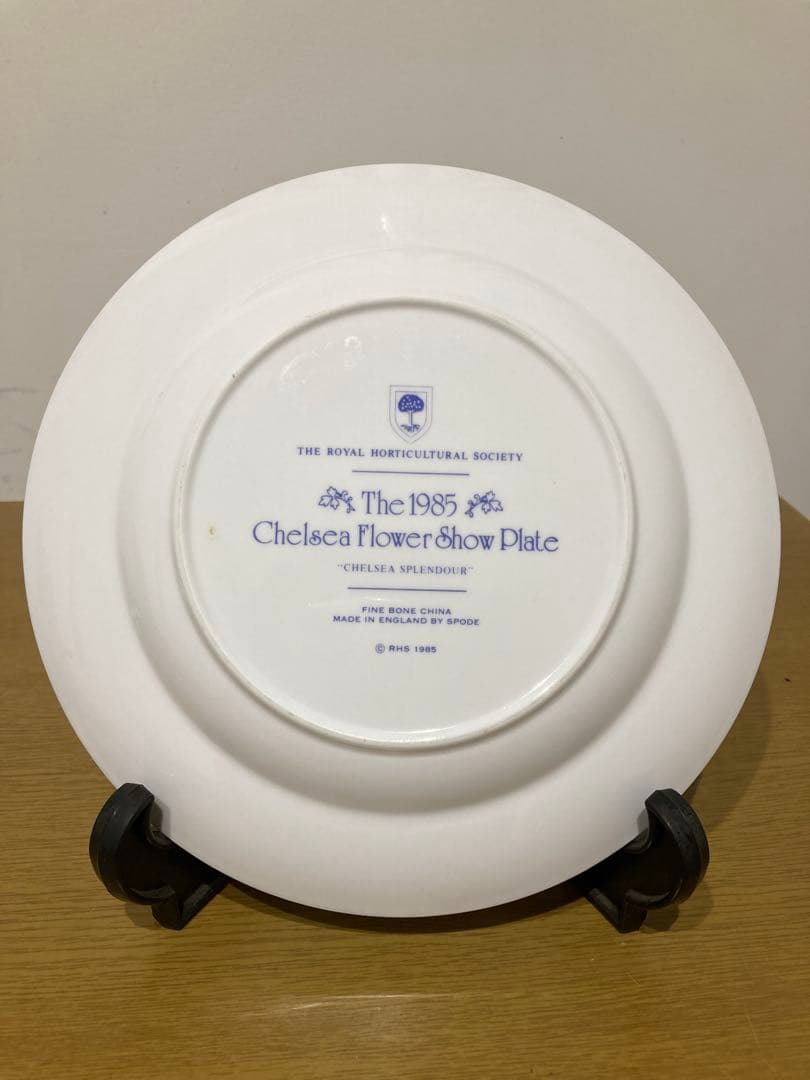 THE ROYAL HORTICULTURAL SOCIETY
The 1985
Chelsea Flower Show Plate
"CHELSEA SPLENDOUR"
FINE BONE CHINA
MADE IN ENGLAND BY SPODE
© RHS 1985